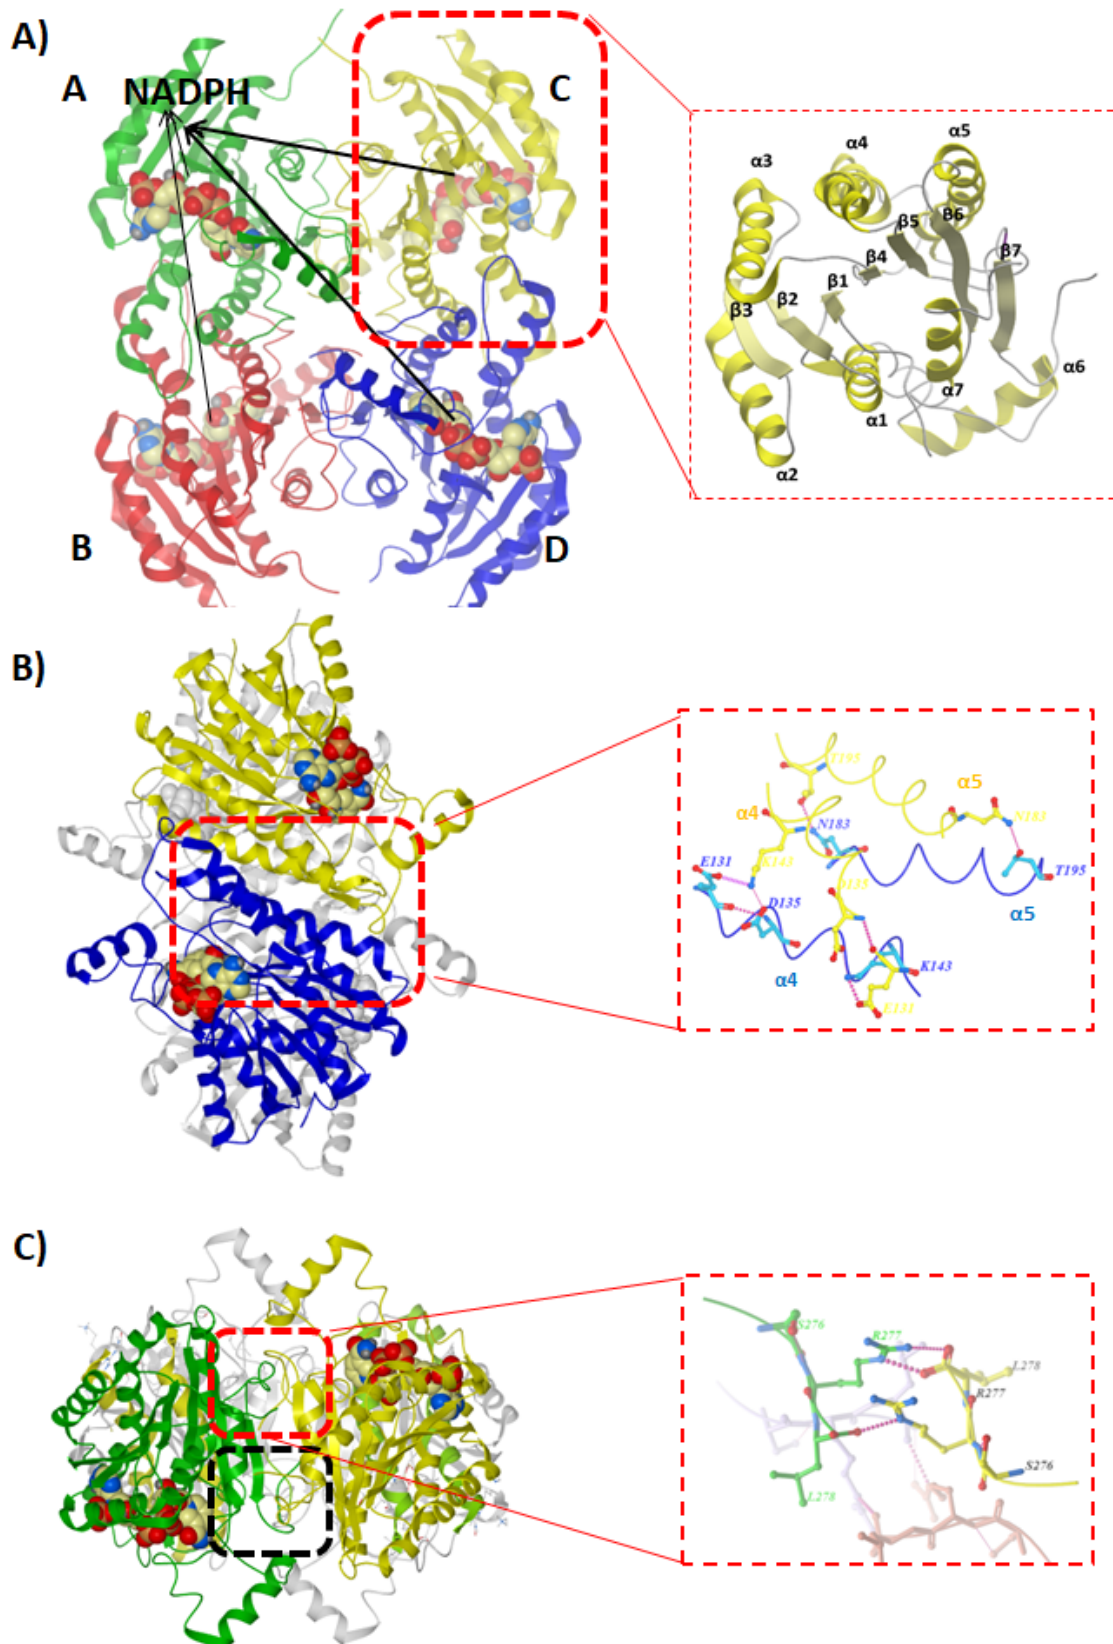 A)
A NADPH C
B D
α3 α4 α5
β5 Β6
β4 β7
β1
β2
β3
α6
α7
α1
α2
B)
T195
α4 α5
N183 N183
E131 K143
T195
D135 D135
α5
α4 K143
E131
C)
S276 R277
L278
R277
S276
L278